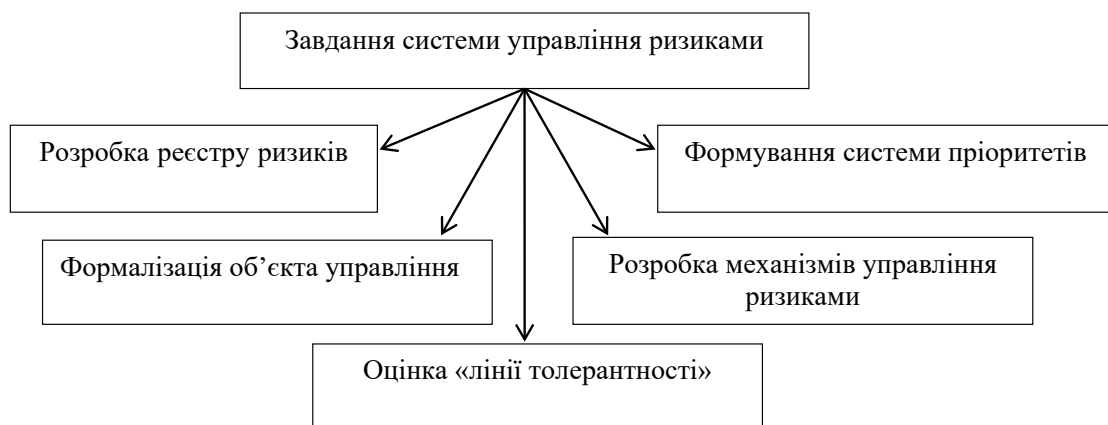 Завдання системи управління ризиками
Розробка реєстру ризиків
Формування системи пріоритетів
Формалізація об’єкта управління
Розробка механізмів управління
ризиками
Оцінка «лінії толерантності»